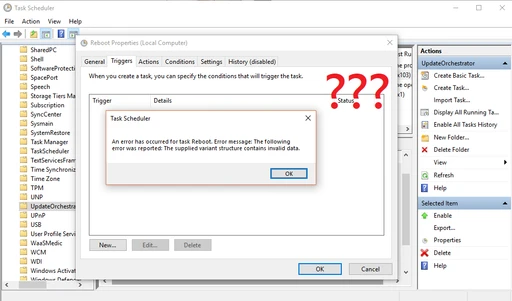 Task Scheduler
File Action View Help
SharedPC
Shell
SoftwareProtection
SpacePort
Speech
Storage Tiers Man
Subscription
SyncCenter
Sysmain
SystemRestore
Task Manager
TaskScheduler
TextServicesFram
Time Synchroniz
Time Zone
TPM
UNP
UpdateOrchestra
UPnP
USB
User Profile Servi
WaaSMedic
WCM
WDI
Windows Activat
Windows Defend
Reboot Properties (Local Computer)
General Triggers Actions Conditions Settings History (disabled)
When you create a task, you can specify the conditions that will trigger the task.
Trigger Details Status
???
Task Scheduler
An error has occurred for task Reboot. Error message: The following
error was reported: The supplied variant structure contains invalid data.
OK
New... Edit... Delete
OK Cancel
Actions
UpdateOrchestrator
Create Basic Task...
Create Task...
Import Task...
Display All Running Ta...
Enable All Tasks History
New Folder...
Delete Folder
View
Refresh
Help
Selected Item
Enable
Export...
Properties
Delete
Help